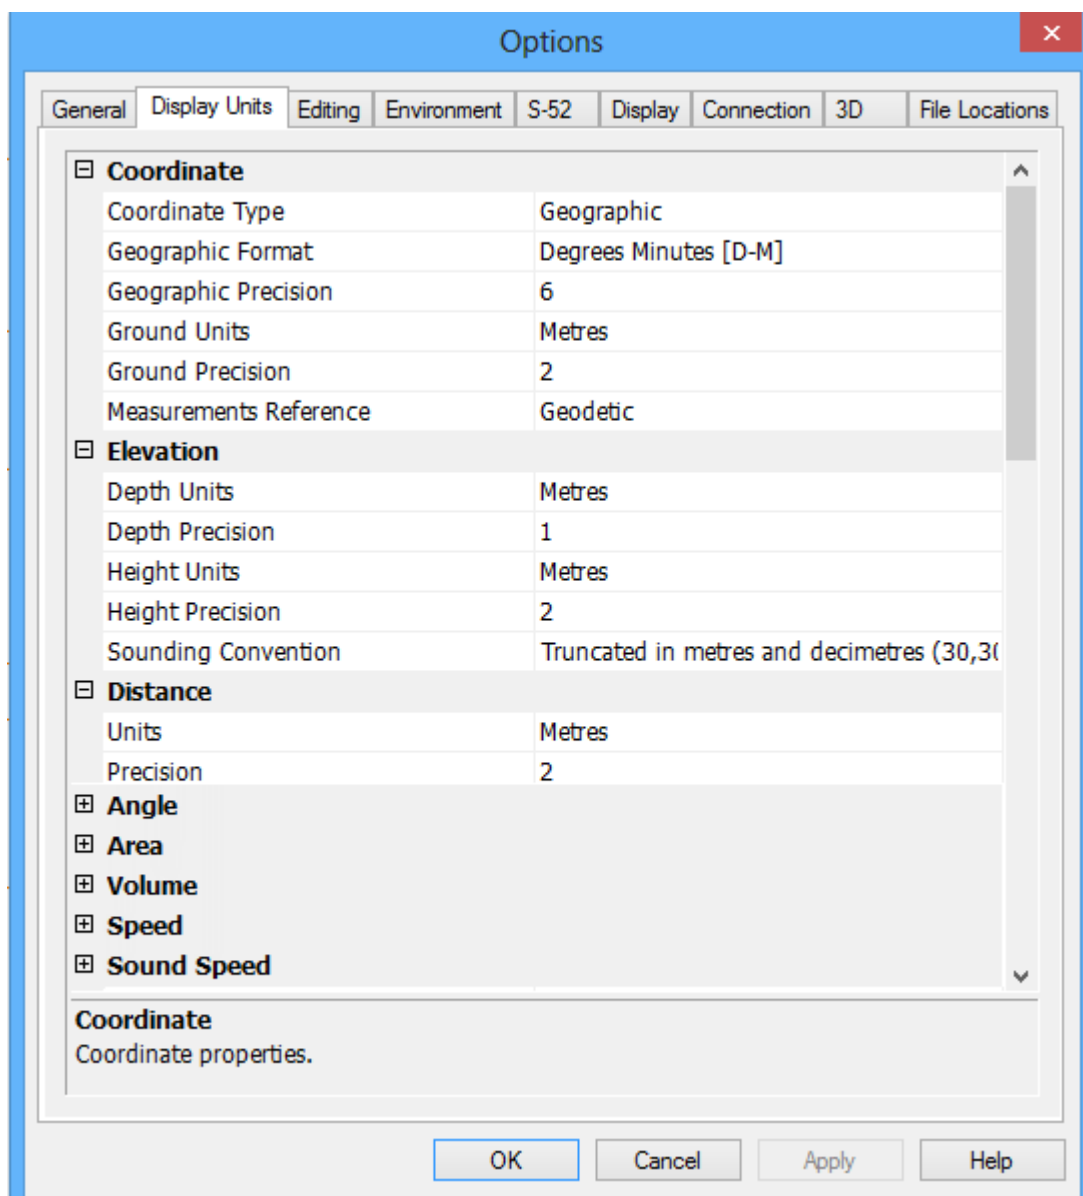 Options
General Display Units Editing Environment S-52 Display Connection 3D File Locations
Coordinate
Coordinate Type Geographic
Geographic Format Degrees Minutes [D-M]
Geographic Precision 6
Ground Units Metres
Ground Precision 2
Measurements Reference Geodetic
Elevation
Depth Units Metres
Depth Precision 1
Height Units Metres
Height Precision 2
Sounding Convention Truncated in metres and decimetres (30,3
Distance
Units Metres
Precision 2
Angle
Area
Volume
Speed
Sound Speed
Coordinate
Coordinate properties.
OK Cancel Apply Help